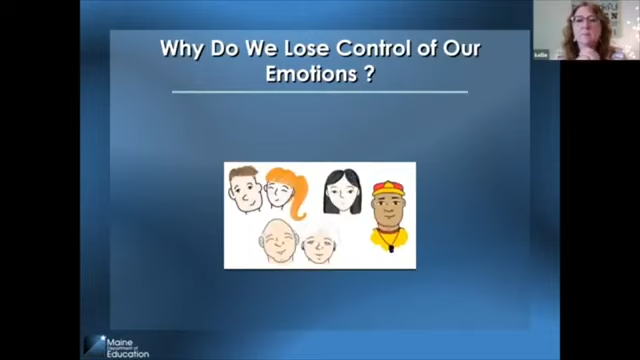 Why Do We Lose Control of Our
Emotions ?
Maine
Department of
Education